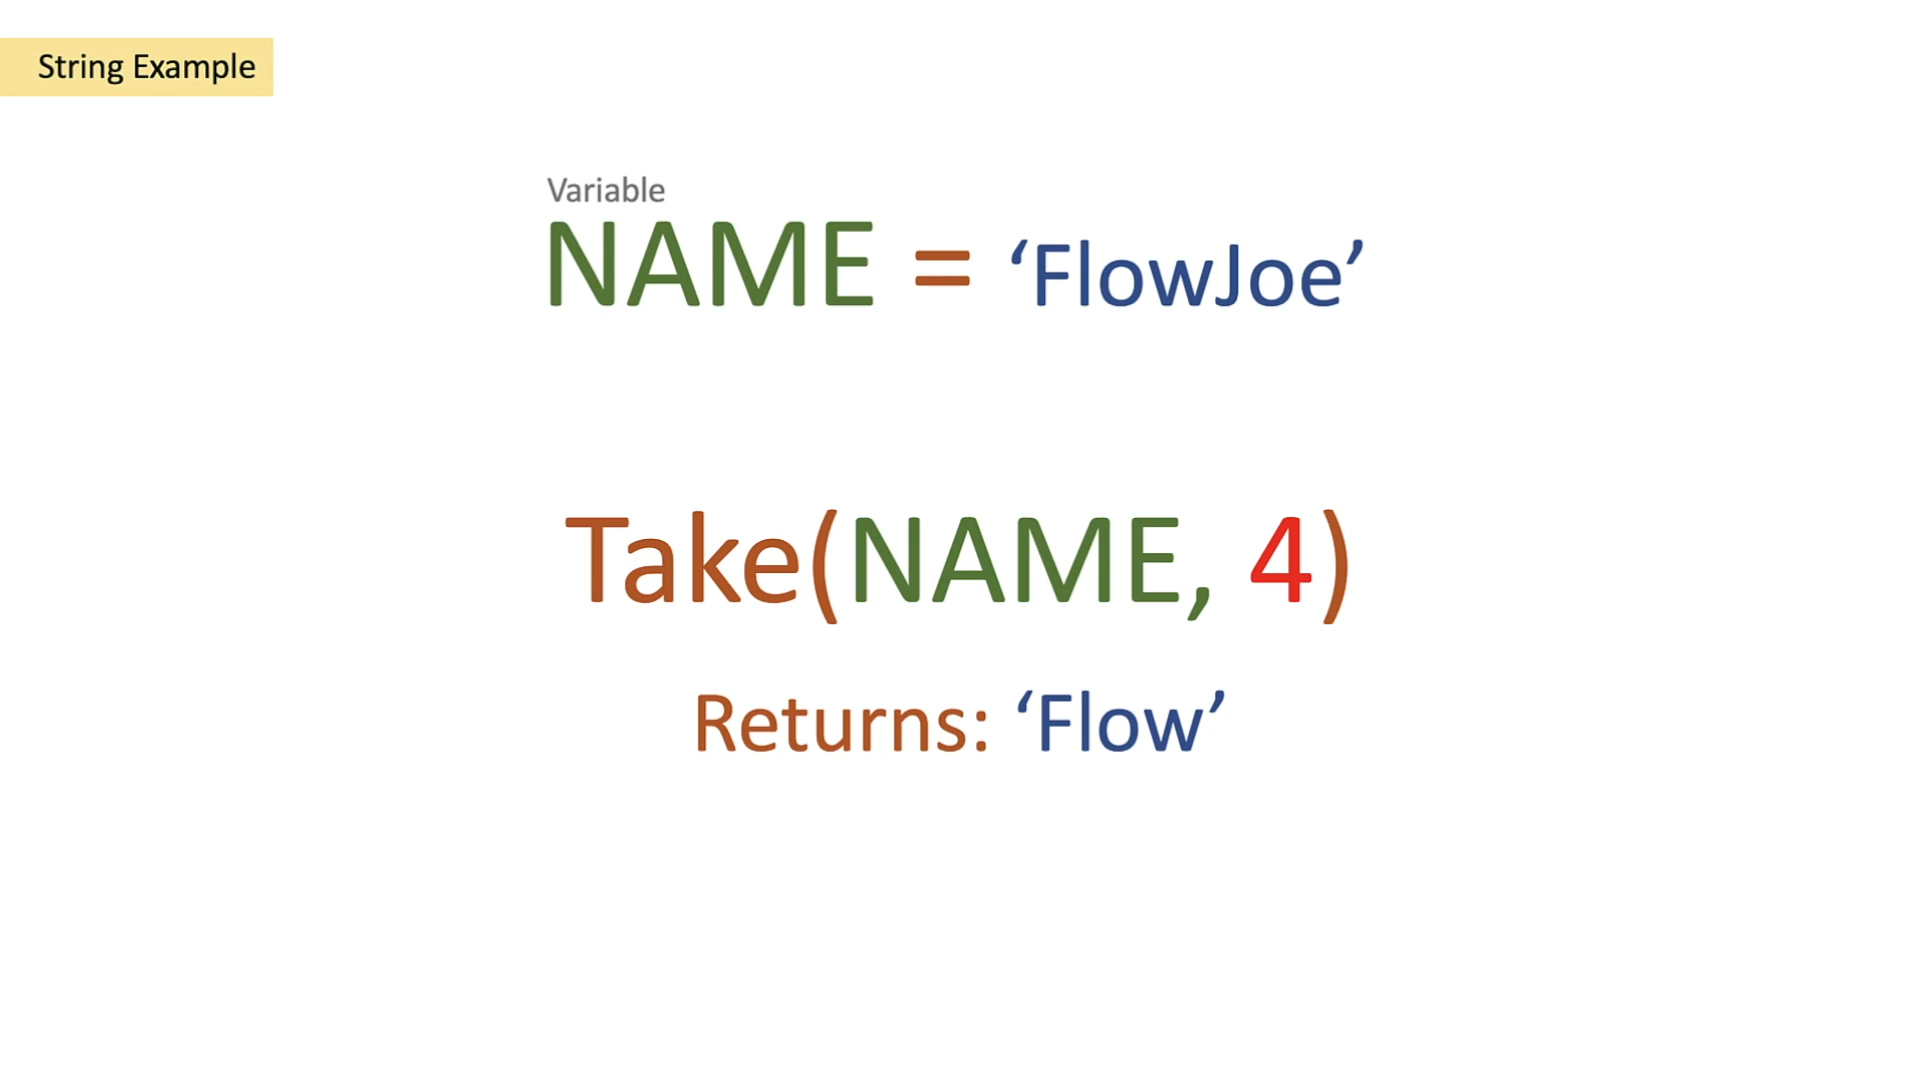 String Example
Variable
NAME = ‘FlowJoe’
Take(NAME, 4)
Returns: ‘Flow’